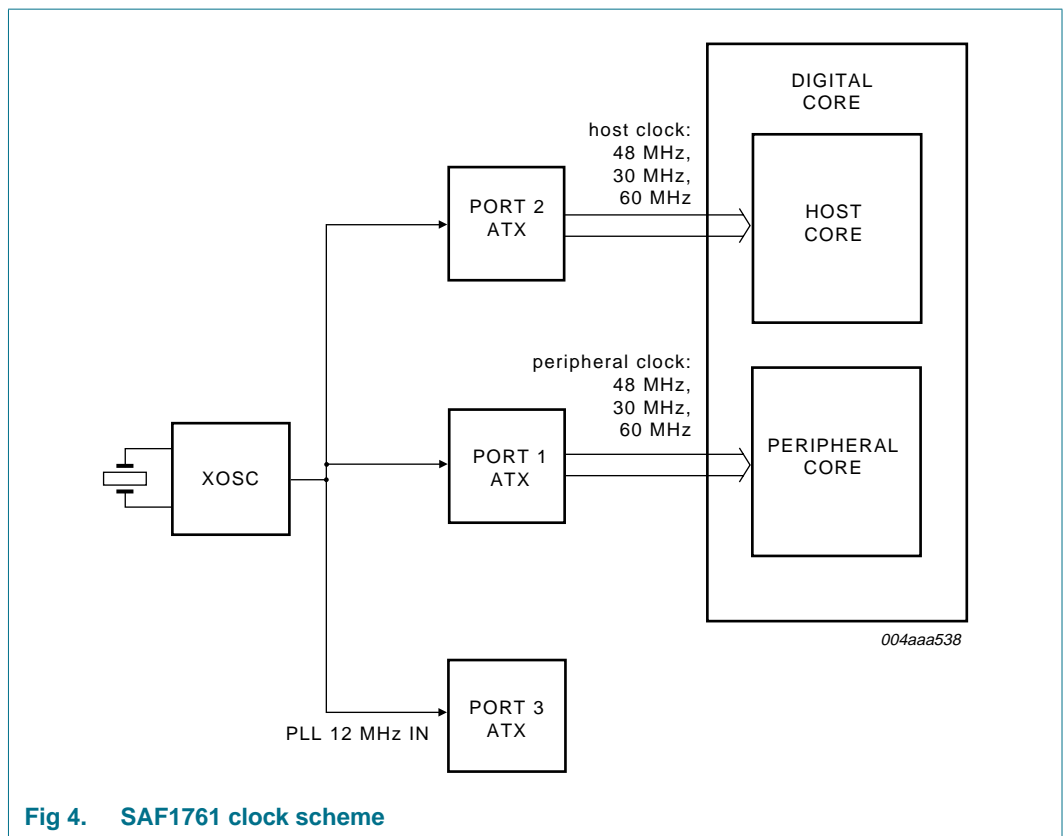 DIGITAL
CORE
host clock:
48 MHz,
30 MHz,
60 MHz
PORT 2
ATX
HOST
CORE
peripheral clock:
48 MHz,
30 MHz,
60 MHz
XOSC
PORT 1
ATX
PERIPHERAL
CORE
004aaa538
PORT 3
ATX
PLL 12 MHz IN
Fig 4. SAF1761 clock scheme